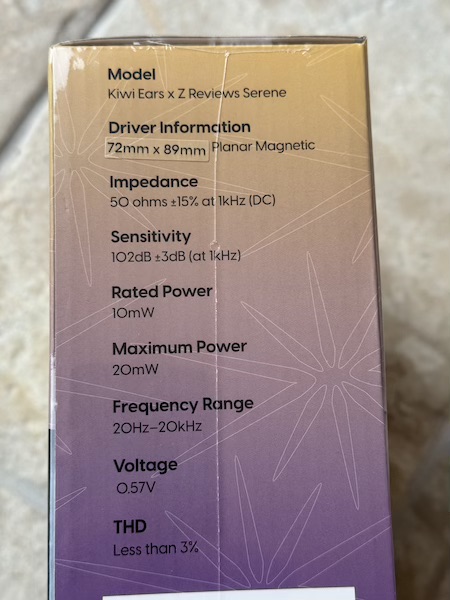 Model
Kiwi Ears x Z Reviews Serene
Driver Information
72mm x 89mm Planar Magnetic
Impedance
50 ohms ±15% at 1kHz (DC)
Sensitivity
102dB ±3dB (at 1kHz)
Rated Power
10mW
Maximum Power
20mW
Frequency Range
20Hz–20kHz
Voltage
0.57V
THD
Less than 3%